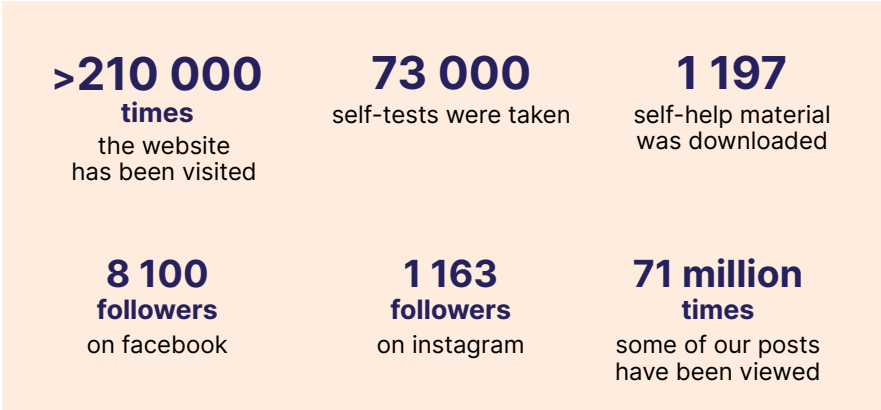 >210 000
times
the website
has been visited
73 000
self-tests were taken
1 197
self-help material
was downloaded
8 100
followers
on facebook
1 163
followers
on instagram
71 million
times
some of our posts
have been viewed